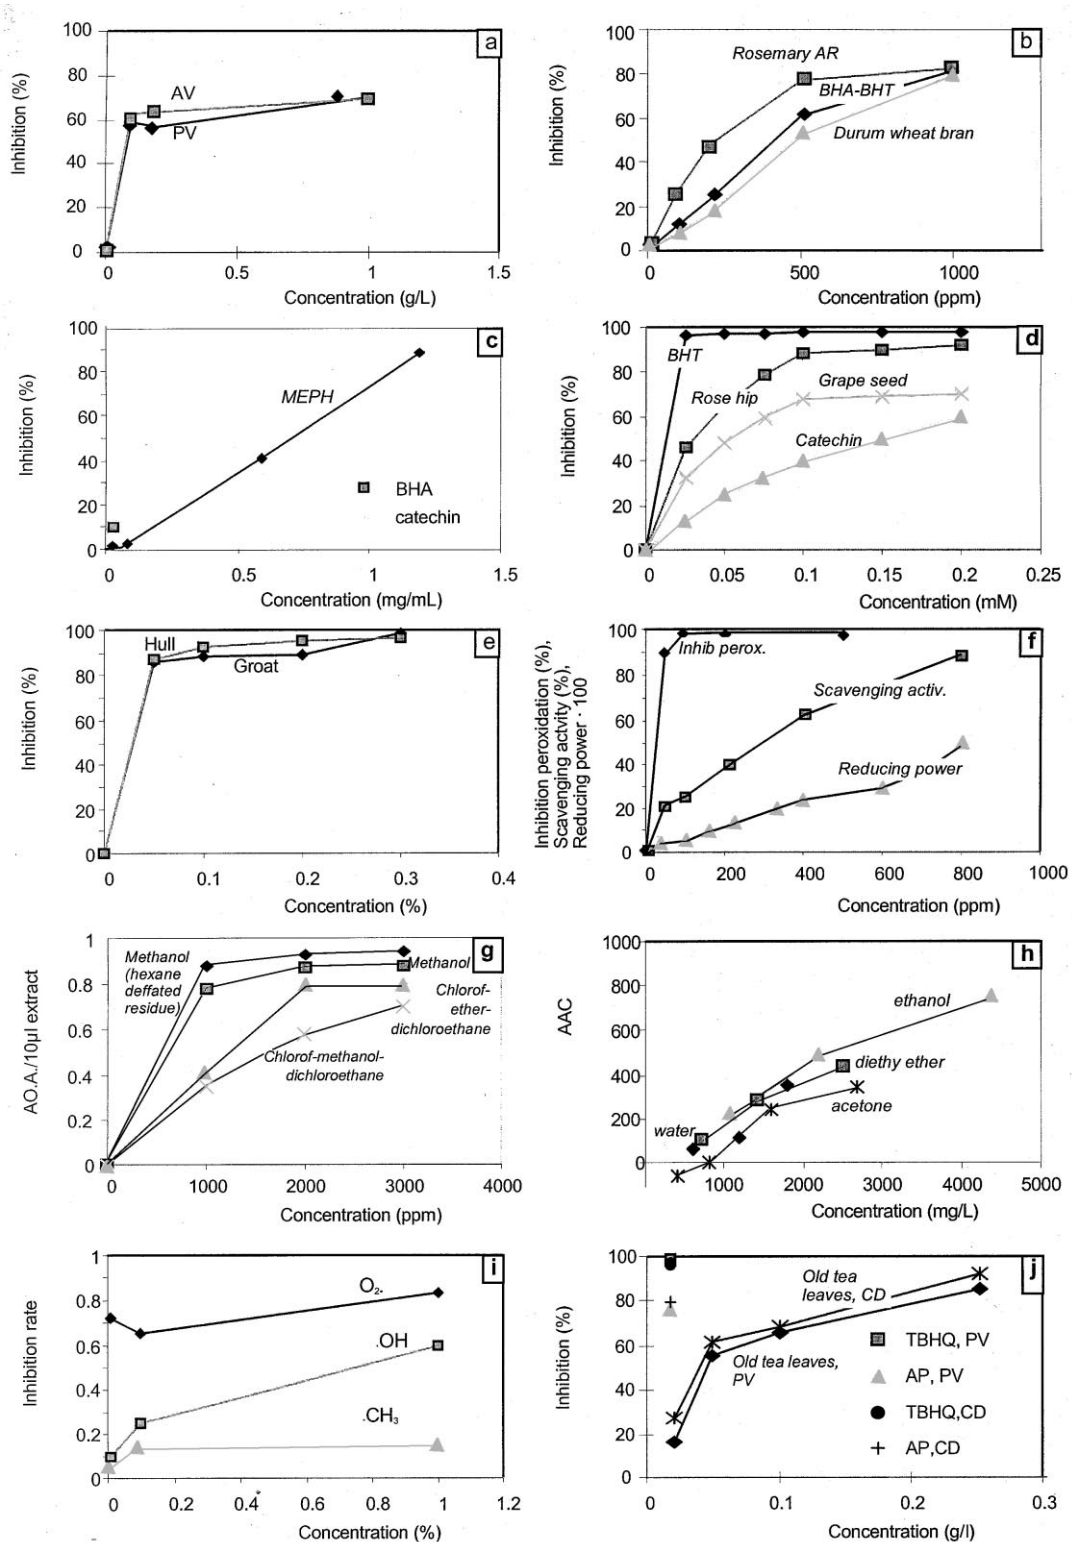 a
100
80
60
40
20
0
Inhibition (%)
AV
PV
0
0.5
1
1.5
Concentration (g/L)
b
100
80
60
40
20
0
Inhibition (%)
Rosemary AR
BHA-BHT
Durum wheat bran
0
500
1000
Concentration (ppm)
c
100
80
60
40
20
0
Inhibition (%)
MEPH
BHA
catechin
0
0.5
1
1.5
Concentration (mg/mL)
d
100
80
60
40
20
0
Inhibition (%)
BHT
Rose hip
Grape seed
Catechin
0
0.05
0.1
0.15
0.2
0.25
Concentration (mM)
e
100
80
60
40
20
0
Inhibition (%)
Hull
Groat
0
0.1
0.2
0.3
0.4
Concentration (%)
f
100
80
60
40
20
0
Inhibition peroxidation (%),
Scavenging actvity (%),
Reducing power · 100
Inhib perox.
Scavenging activ.
Reducing power
0
200
400
600
800
1000
Concentration (ppm)
g
1
0.8
0.6
0.4
0.2
0
AO.A./10µl extract
Methanol
(hexane
deffated
residue)
Methanol
Chlorof-
ether-
dichloroethane
Chlorof-methanol-
dichloroethane
0
1000
2000
3000
4000
Concentration (ppm)
h
1000
800
600
400
200
0
AAC
ethanol
diethy ether
acetone
water
1000
2000
3000
4000
5000
Concentration (mg/L)
i
1
0.8
0.6
0.4
0.2
0
Inhibition rate
O₂.
.OH
.CH₃
0
0.2
0.4
0.6
0.8
1
1.2
Concentration (%)
j
100
80
60
40
20
0
Inhibition (%)
Old tea
leaves, CD
Old tea leaves,
PV
TBHQ, PV
AP, PV
TBHQ,CD
AP,CD
0
0.1
0.2
0.3
Concentration (g/l)